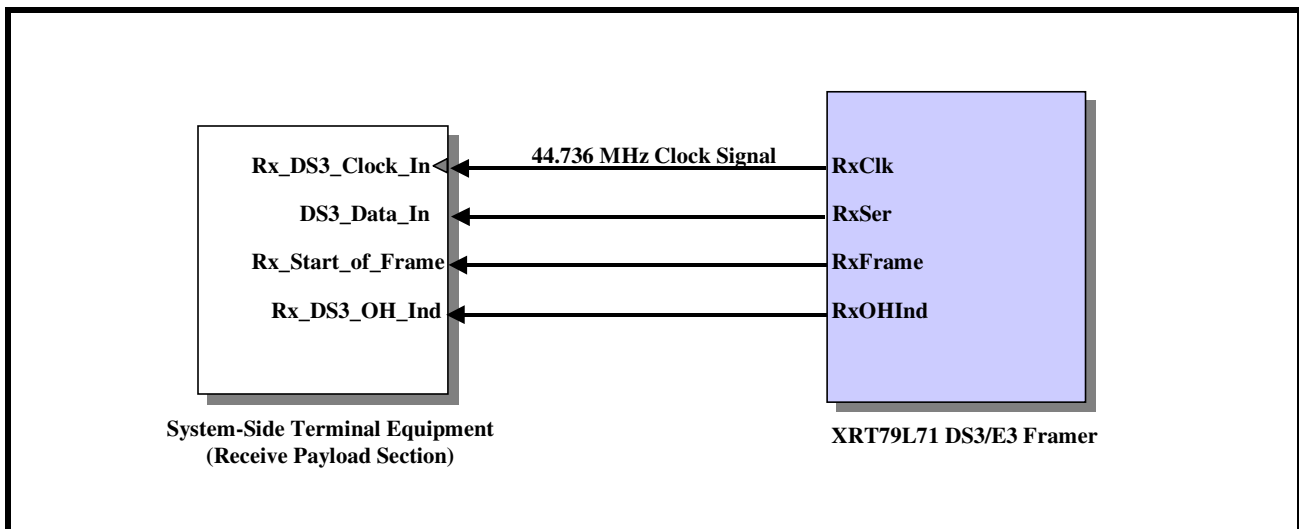 Rx_DS3_Clock_In
44.736 MHz Clock Signal
RxClk
DS3_Data_In
RxSer
Rx_Start_of_Frame
RxFrame
Rx_DS3_OH_Ind
RxOHInd
System-Side Terminal Equipment
(Receive Payload Section)
XRT79L71 DS3/E3 Framer